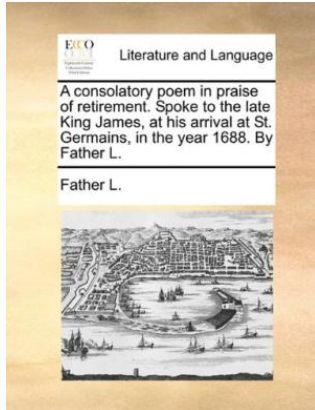 ECCO
Literature and Language
A consolatory poem in praise
of retirement. Spoke to the late
King James, at his arrival at St.
Germains, in the year 1688. By
Father L.
Father L.